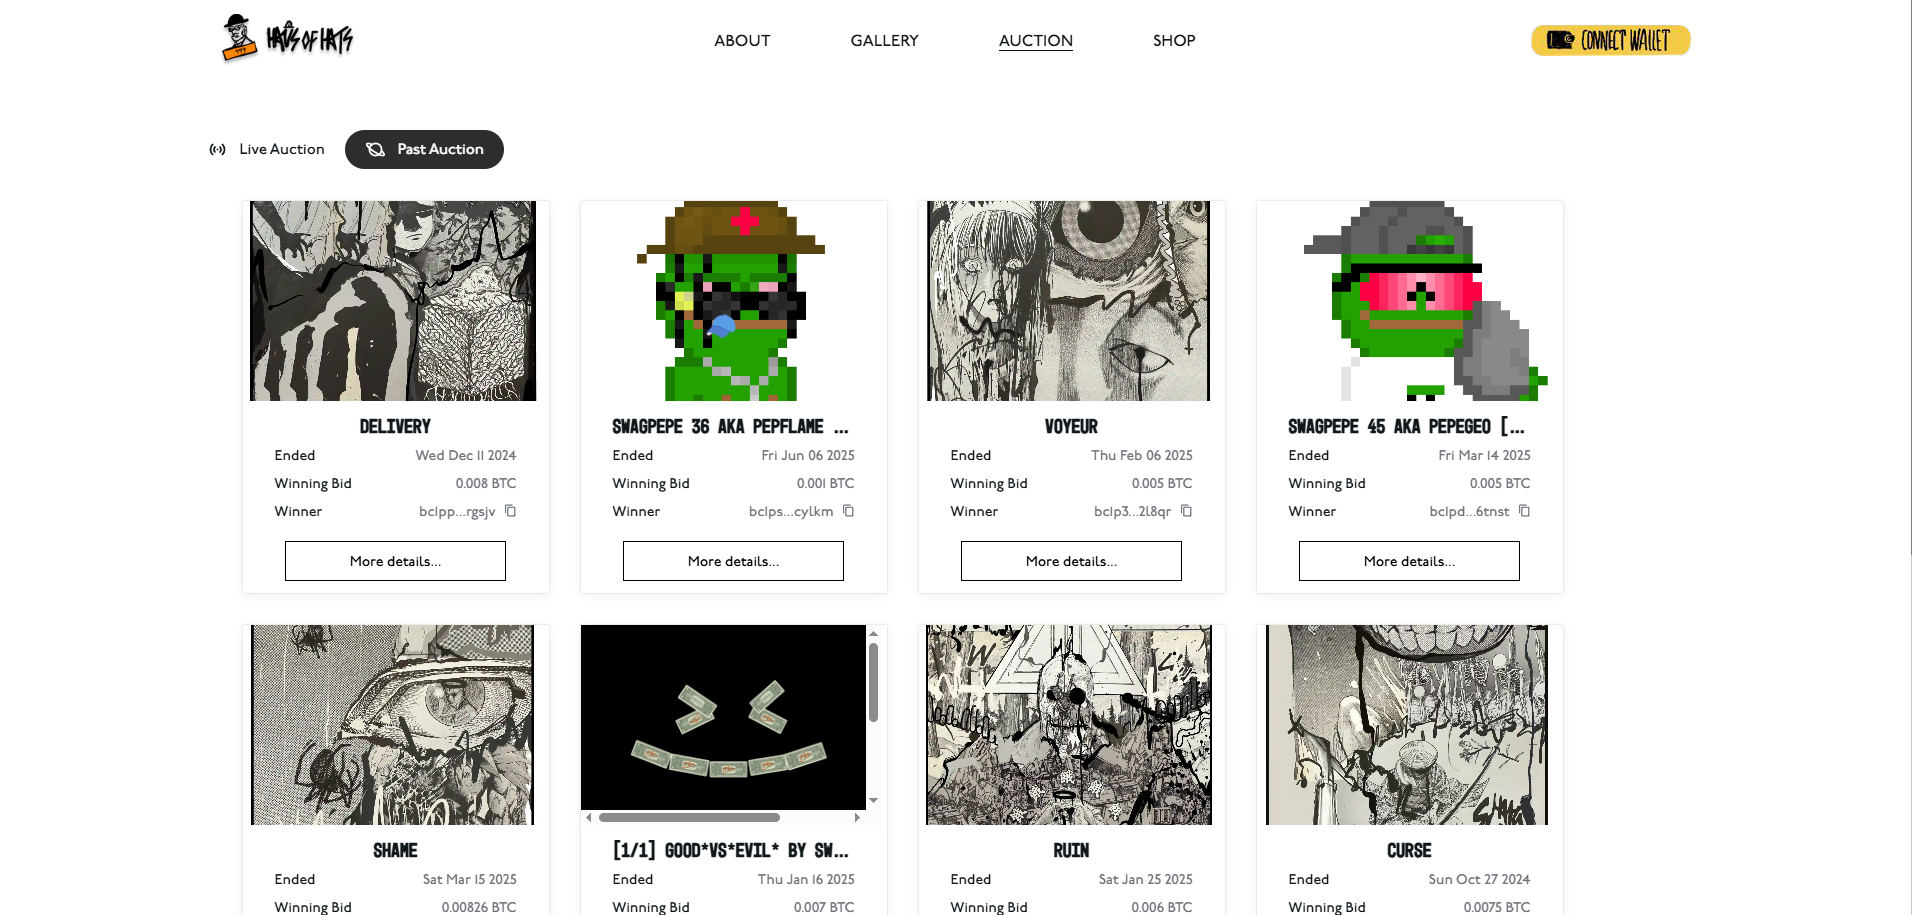 HAUS OF HATS
ABOUT
GALLERY
AUCTION
SHOP
CONNECT WALLET
Live Auction
Past Auction
DELIVERY
Ended Wed Dec 11 2024
Winning Bid 0.008 BTC
Winner bc1pp...rgsjv
More details...
SWAGPEPE 36 AKA PEPFLAME ...
Ended Fri Jun 06 2025
Winning Bid 0.001 BTC
Winner bc1ps...cylkm
More details...
VOYEUR
Ended Thu Feb 06 2025
Winning Bid 0.005 BTC
Winner bc1p3...2l8qr
More details...
SWAGPEPE 45 AKA PEPEGEO [...
Ended Fri Mar 14 2025
Winning Bid 0.005 BTC
Winner bc1pd...6tnst
More details...
SHAME
Ended Sat Mar 15 2025
Winning Bid 0.00826 BTC
[1/1] GOOD*VS*EVIL* BY SW...
Ended Thu Jan 16 2025
Winning Bid 0.007 BTC
RUIN
Ended Sat Jan 25 2025
Winning Bid 0.006 BTC
CURSE
Ended Sun Oct 27 2024
Winning Bid 0.0075 BTC